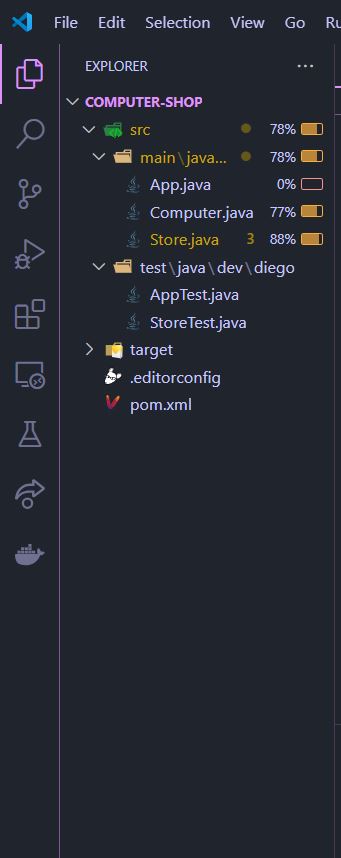 File Edit Selection View Go Ru
EXPLORER ...
COMPUTER-SHOP
src 78%
main\java... 78%
App.java 0%
Computer.java 77%
Store.java 3 88%
test\java\dev\diego
AppTest.java
StoreTest.java
target
.editorconfig
pom.xml